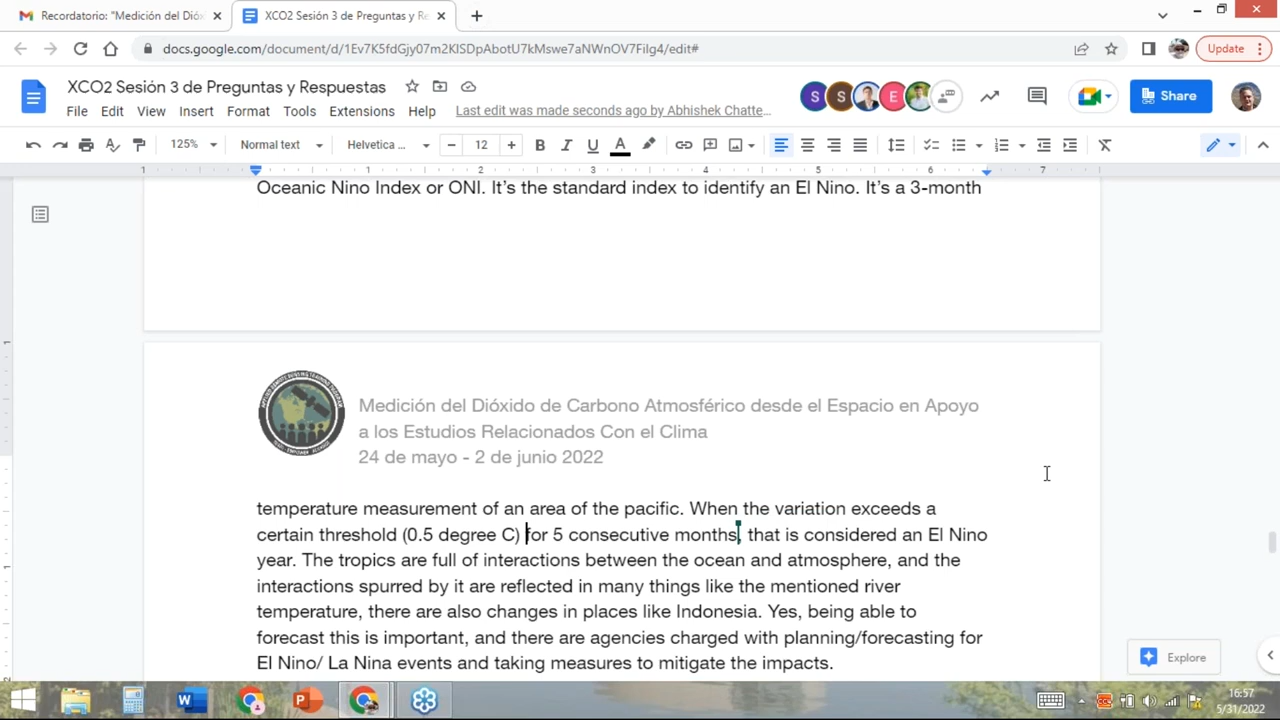 Recordatorio: "Medición del Dióx
XCO2 Sesión 3 de Preguntas y Re
docs.google.com/document/d/1Ev7K5fdGjy07m2KlSDpAbotU7kMswe7aNWnOV7Filg4/edit#
Update
XCO2 Sesión 3 de Preguntas y Respuestas
File Edit View Insert Format Tools Extensions Help
Last edit was made seconds ago by Abhishek Chatte...
S S E
Share
125% Normal text Helvetica ... 12 B I U A
1 1 2 3 4 5 6 7
Oceanic Nino Index or ONI. It's the standard index to identify an El Nino. It's a 3-month
Medición del Dióxido de Carbono Atmosférico desde el Espacio en Apoyo
a los Estudios Relacionados Con el Clima
24 de mayo - 2 de junio 2022
temperature measurement of an area of the pacific. When the variation exceeds a
certain threshold (0.5 degree C) for 5 consecutive months, that is considered an El Nino
year. The tropics are full of interactions between the ocean and atmosphere, and the
interactions spurred by it are reflected in many things like the mentioned river
temperature, there are also changes in places like Indonesia. Yes, being able to
forecast this is important, and there are agencies charged with planning/forecasting for
El Nino/ La Nina events and taking measures to mitigate the impacts.
Explore
16:57
5/31/2022